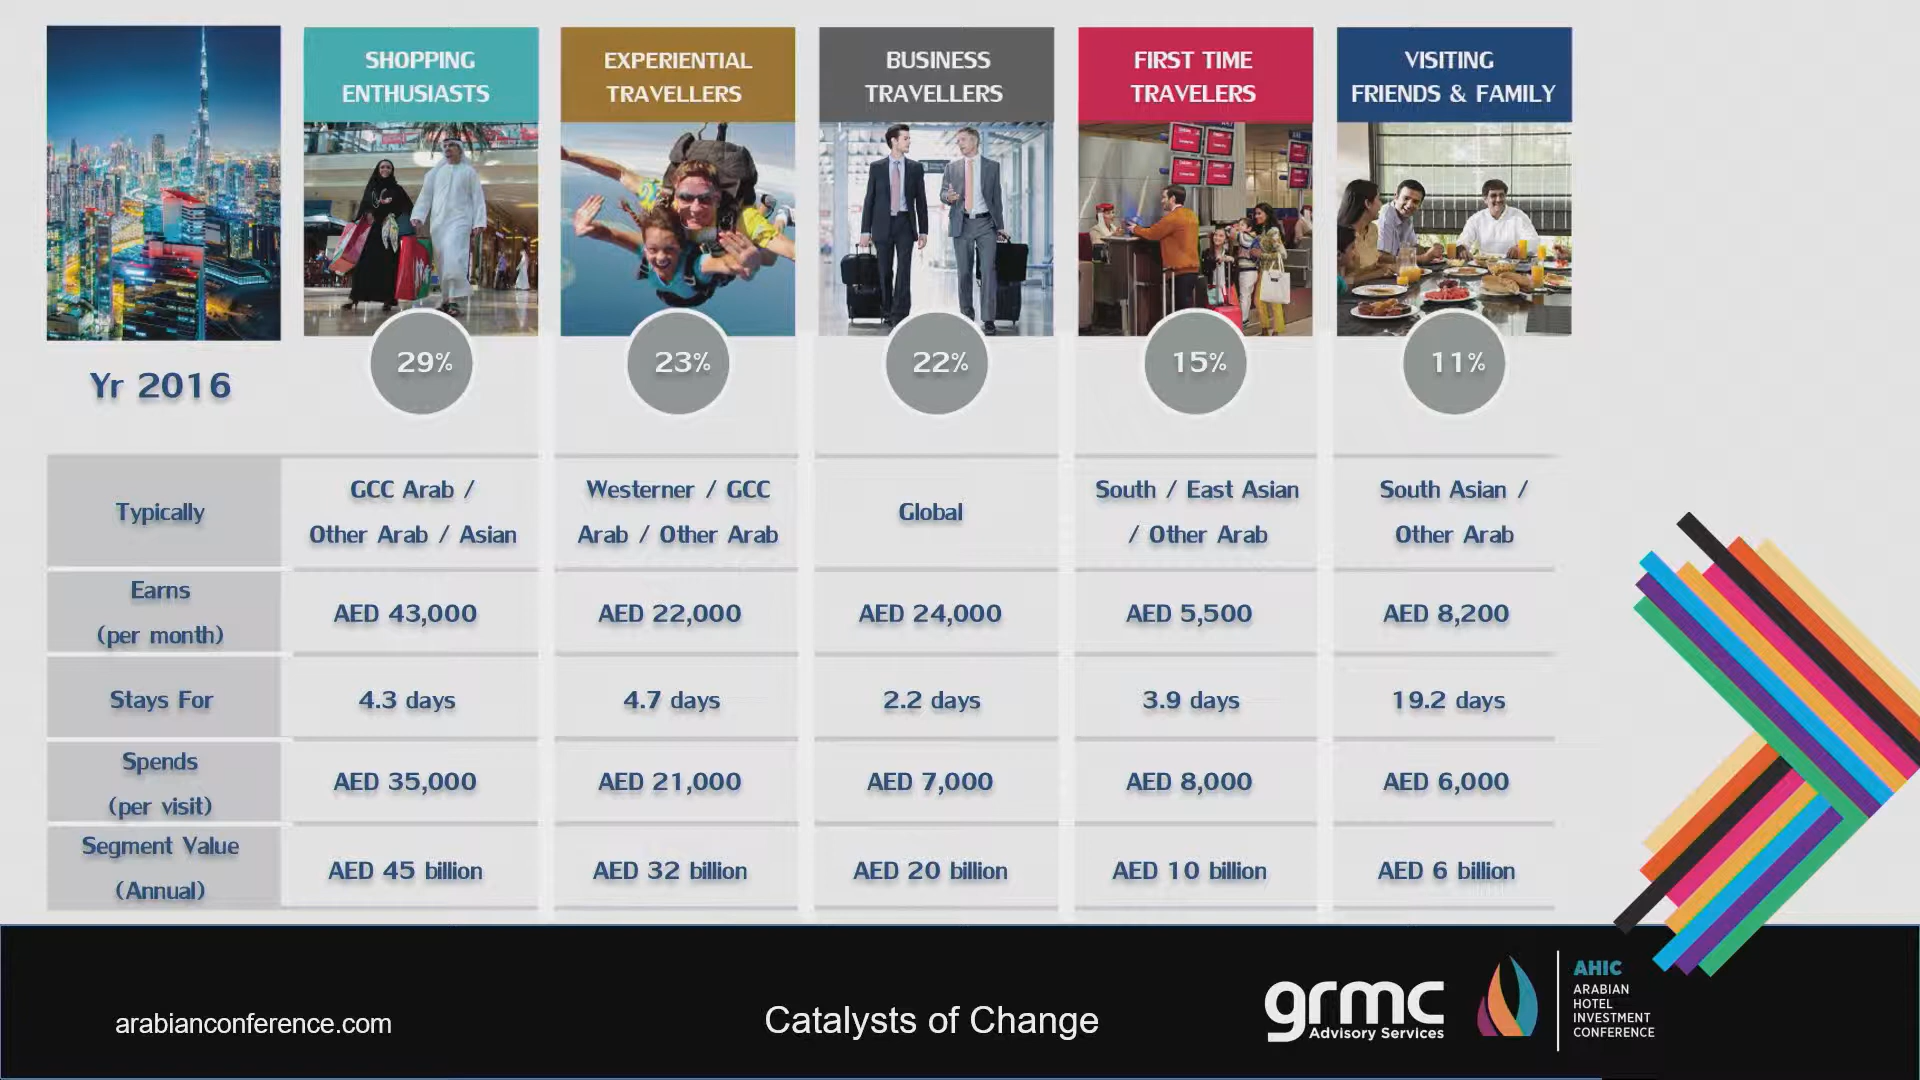 SHOPPING
ENTHUSIASTS
EXPERIENTIAL
TRAVELLERS
BUSINESS
TRAVELLERS
FIRST TIME
TRAVELERS
VISITING
FRIENDS & FAMILY
Yr 2016
29%
23%
22%
15%
11%
Typically
GCC Arab /
Other Arab / Asian
Westerner / GCC
Arab / Other Arab
Global
South / East Asian
/ Other Arab
South Asian /
Other Arab
Earns
(per month)
AED 43,000
AED 22,000
AED 24,000
AED 5,500
AED 8,200
Stays For
4.3 days
4.7 days
2.2 days
3.9 days
19.2 days
Spends
(per visit)
AED 35,000
AED 21,000
AED 7,000
AED 8,000
AED 6,000
Segment Value
(Annual)
AED 45 billion
AED 32 billion
AED 20 billion
AED 10 billion
AED 6 billion
arabianconference.com
Catalysts of Change
grmc
Advisory Services
AHIC
ARABIAN
HOTEL
INVESTMENT
CONFERENCE